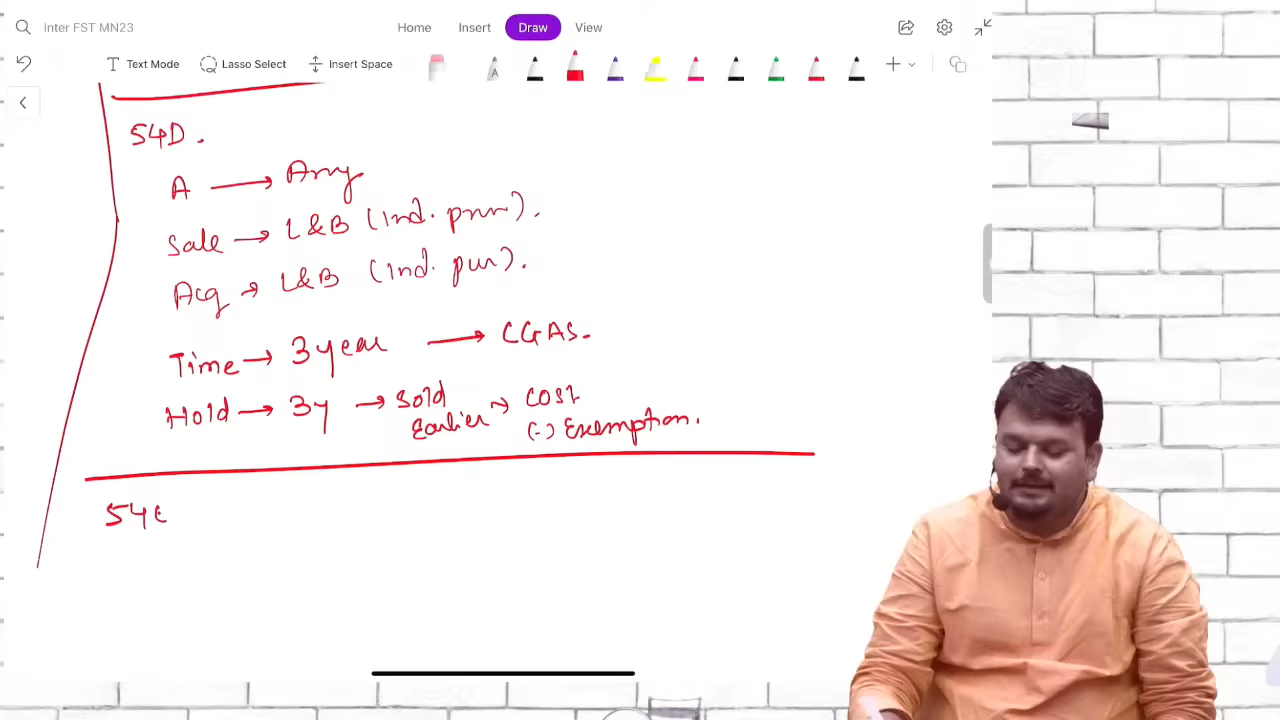 Inter FST MN23
Home Insert Draw View
Text Mode Lasso Select Insert Space
54D.
A → Any
Sale → L&B (Ind. pur).
Acq → L&B (Ind. pur).
Time → 3 year → CGAS.
Hold → 3y → Sold Earlier → COST (-) Exemption.
54E